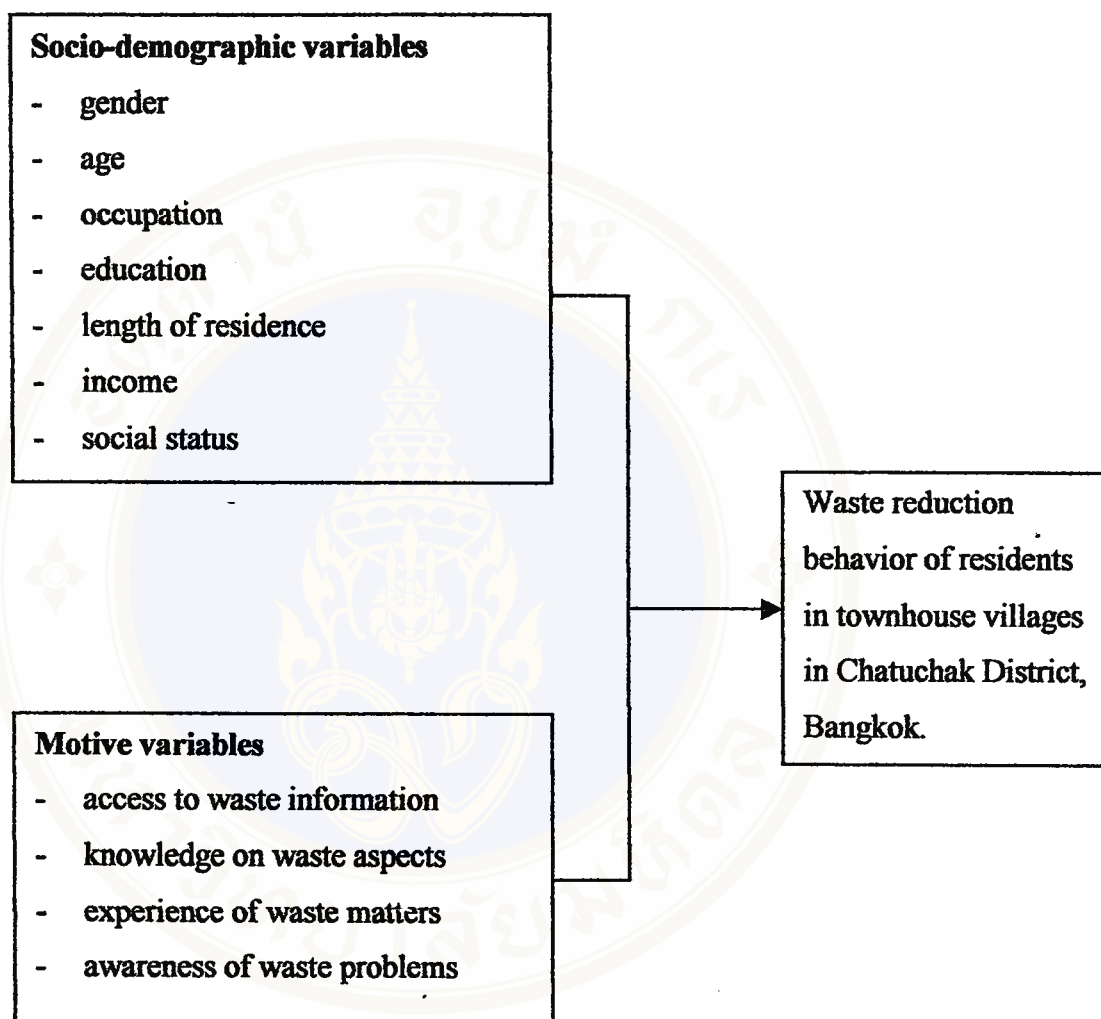 Socio-demographic variables
- gender
- age
- occupation
- education
- length of residence
- income
- social status
Motive variables
- access to waste information
- knowledge on waste aspects
- experience of waste matters
- awareness of waste problems
Waste reduction
behavior of residents
in townhouse villages
in Chatuchak District,
Bangkok.